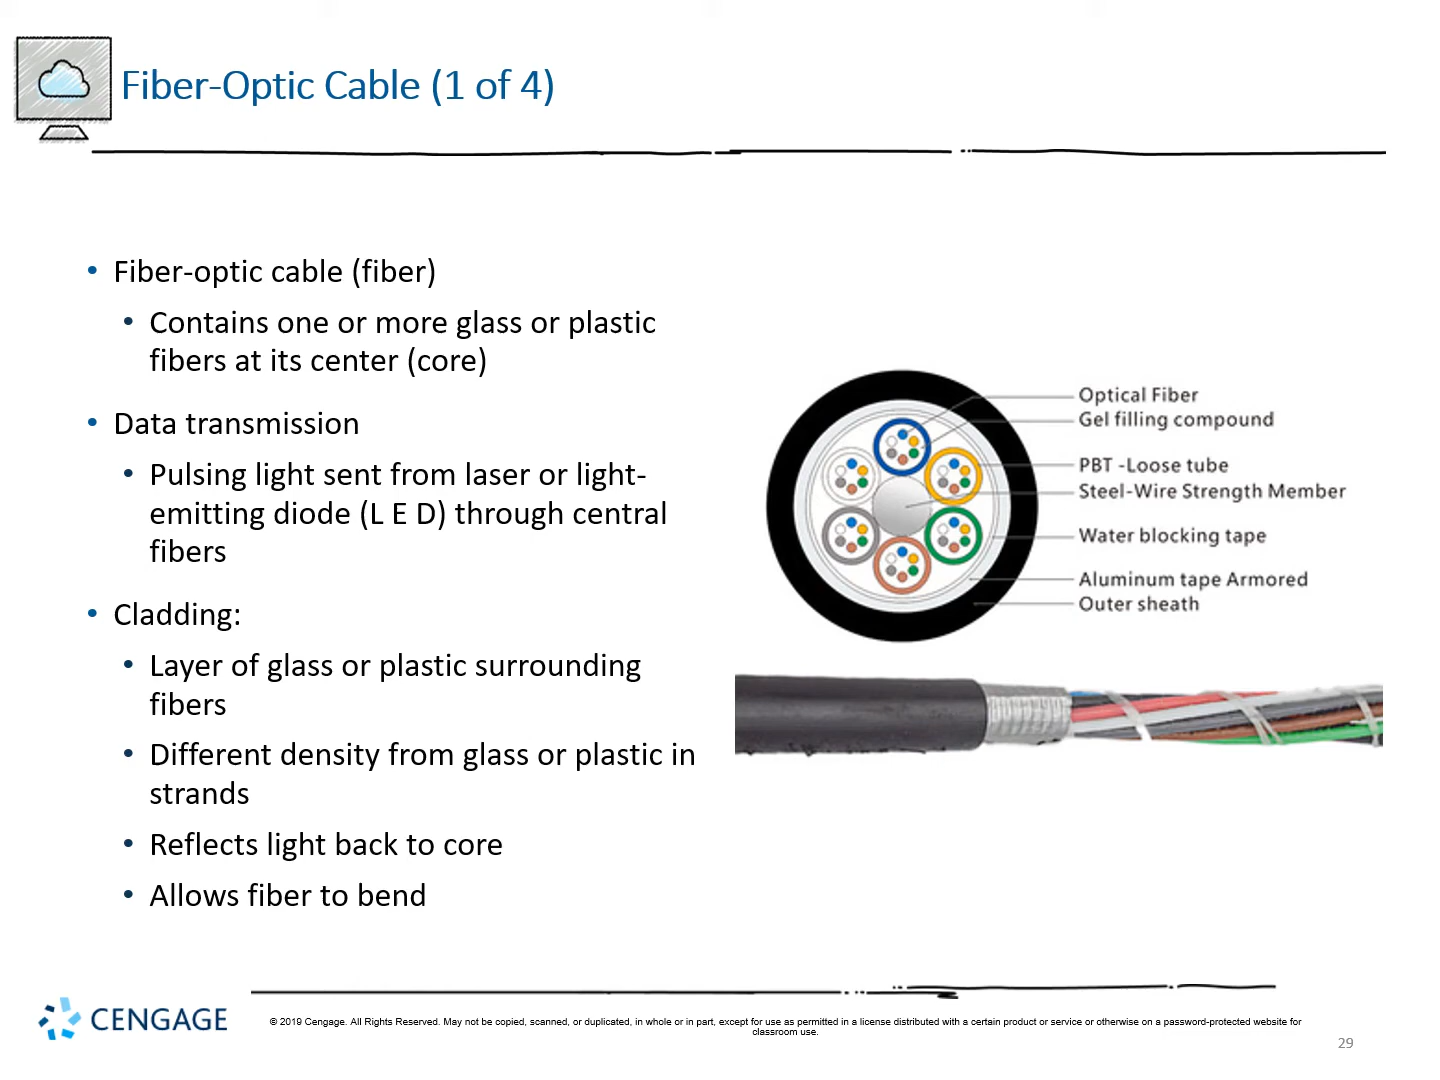 Fiber-Optic Cable (1 of 4)
• Fiber-optic cable (fiber)
• Contains one or more glass or plastic
fibers at its center (core)
• Data transmission
• Pulsing light sent from laser or light-
emitting diode (L E D) through central
fibers
• Cladding:
• Layer of glass or plastic surrounding
fibers
• Different density from glass or plastic in
strands
• Reflects light back to core
• Allows fiber to bend
Optical Fiber
Gel filling compound
PBT -Loose tube
Steel-Wire Strength Member
Water blocking tape
Aluminum tape Armored
Outer sheath
CENGAGE
© 2019 Cengage. All Rights Reserved. May not be copied, scanned, or duplicated, in whole or in part, except for use as permitted in a license distributed with a certain product or service or otherwise on a password-protected website for
classroom use.
29